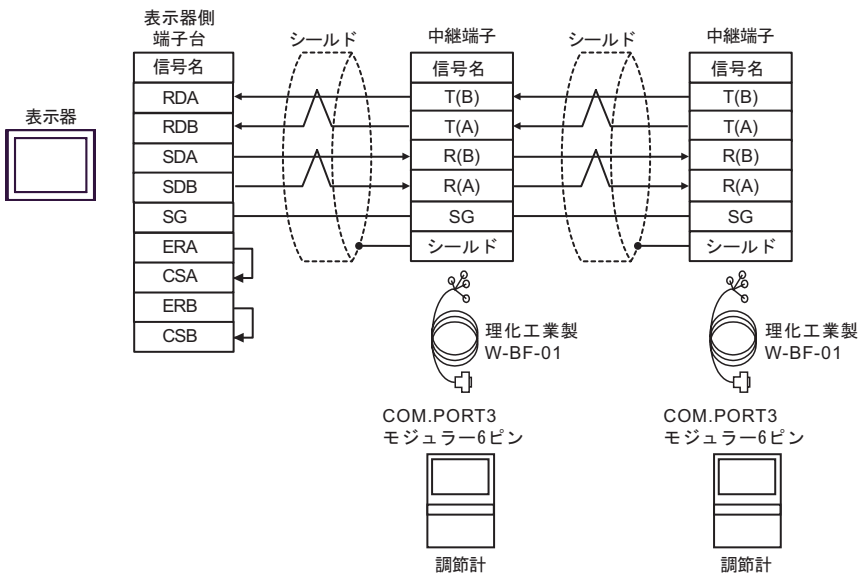 表示器
表示器側
端子台
信号名
RDA
RDB
SDA
SDB
SG
ERA
CSA
ERB
CSB
シールド
中継端子
信号名
T(B)
T(A)
R(B)
R(A)
SG
シールド
理化工業製
W-BF-01
COM.PORT3
モジュラー6ピン
調節計
シールド
中継端子
信号名
T(B)
T(A)
R(B)
R(A)
SG
シールド
理化工業製
W-BF-01
COM.PORT3
モジュラー6ピン
調節計